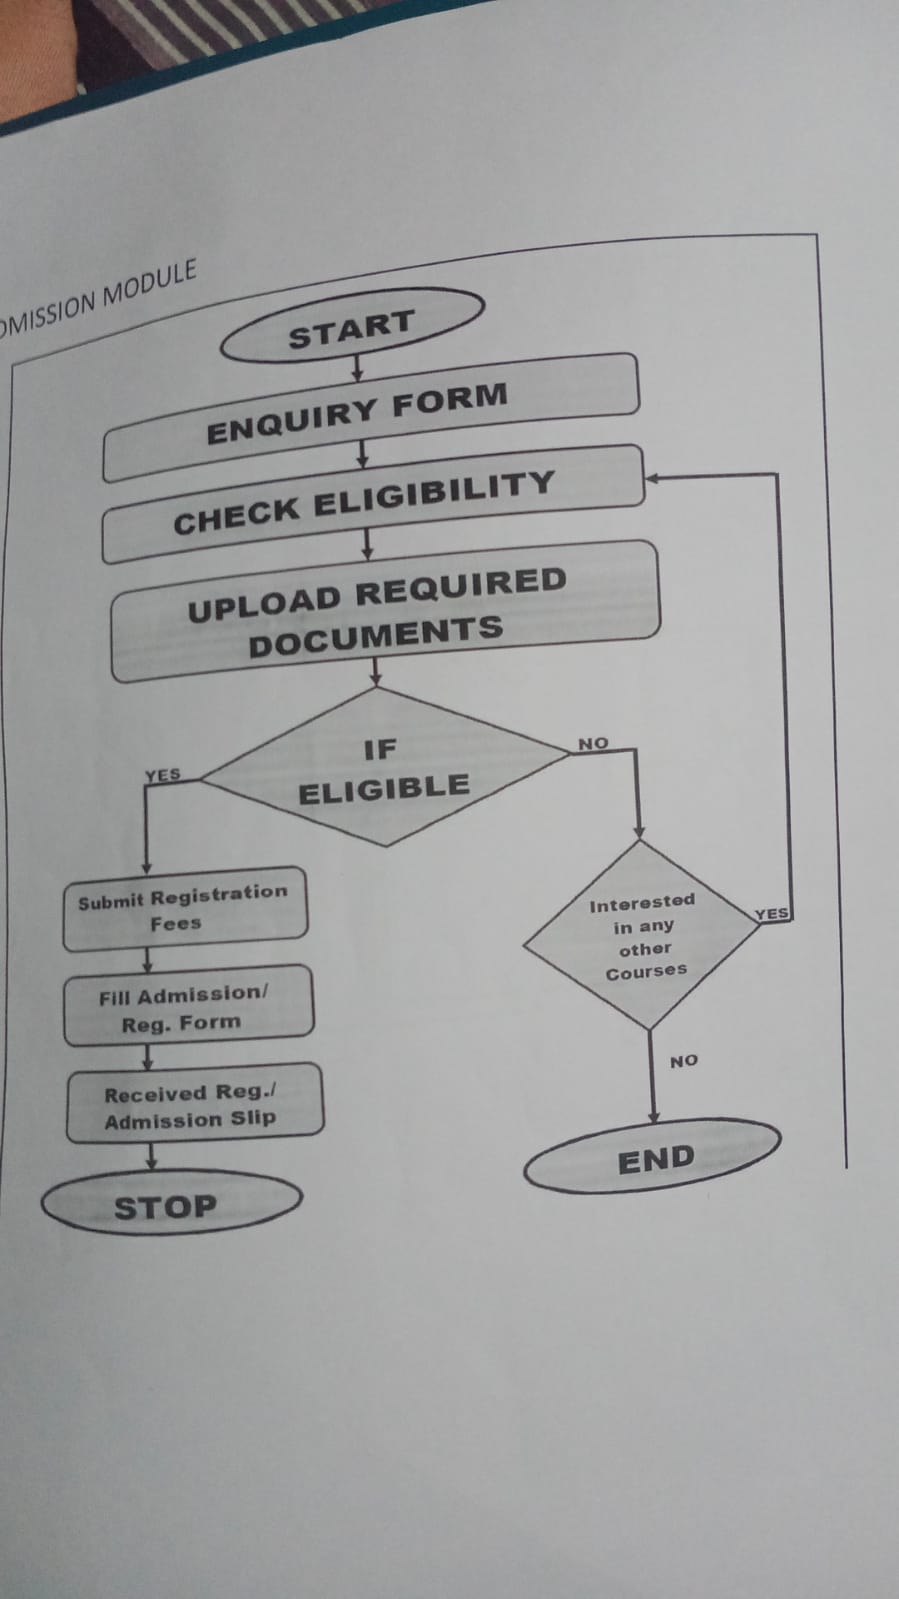 DMISSION MODULE
START
ENQUIRY FORM
CHECK ELIGIBILITY
UPLOAD REQUIRED
DOCUMENTS
IF
ELIGIBLE
YES
NO
Submit Registration
Fees
Fill Admission/
Reg. Form
Received Reg./
Admission Slip
STOP
Interested
in any
other
Courses
YES
NO
END